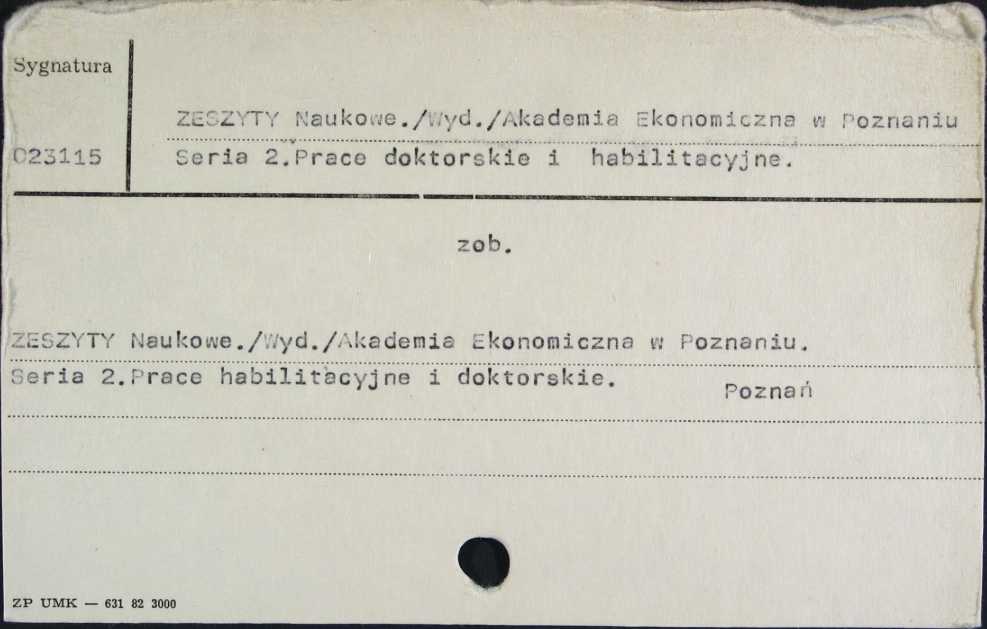 Sygnatura
ZESZYTY Naukowe./Wyd./Akademia Ekonomiczna w Poznaniu
023115
Seria 2.Prace doktorskie i habilitacyjne.
zob.
ZESZYTY Naukowe./Wyd./Akademia Ekonomiczna w Poznaniu.
Seria 2.Prace habilitacyjne i doktorskie.
Poznań
ZP UMK — 631 82 3000